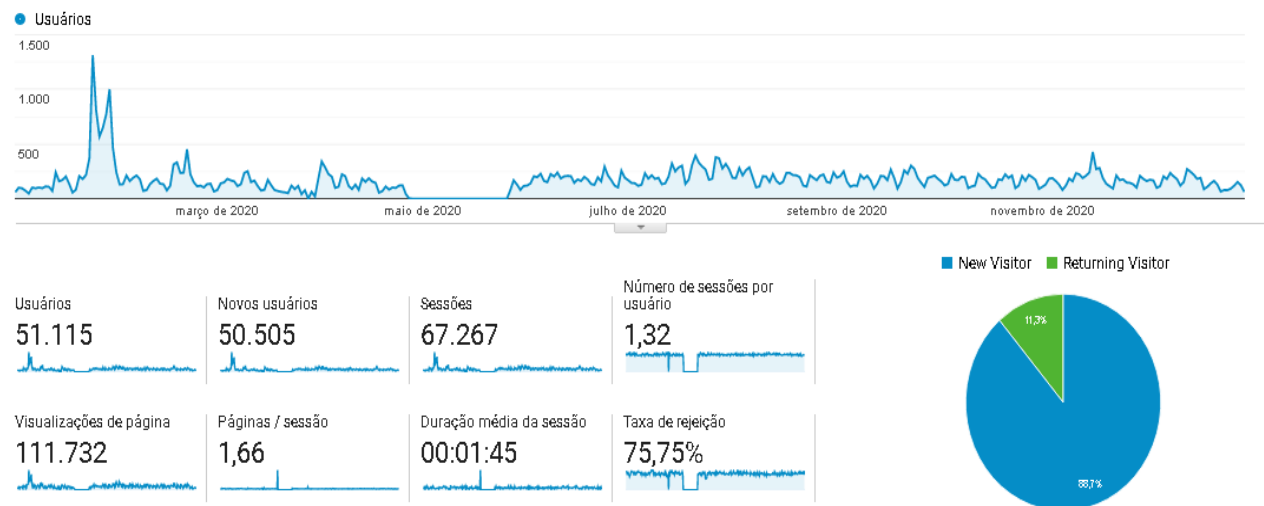 Usuários
1.500
1.000
500
março de 2020
maio de 2020
julho de 2020
setembro de 2020
novembro de 2020
New Visitor
Returning Visitor
Usuários
51.115
Novos usuários
50.505
Sessões
67.267
Número de sessões por
usuário
1,32
Visualizações de página
111.732
Páginas / sessão
1,66
Duração média da sessão
00:01:45
Taxa de rejeição
75,75%
11,3%
88,7%